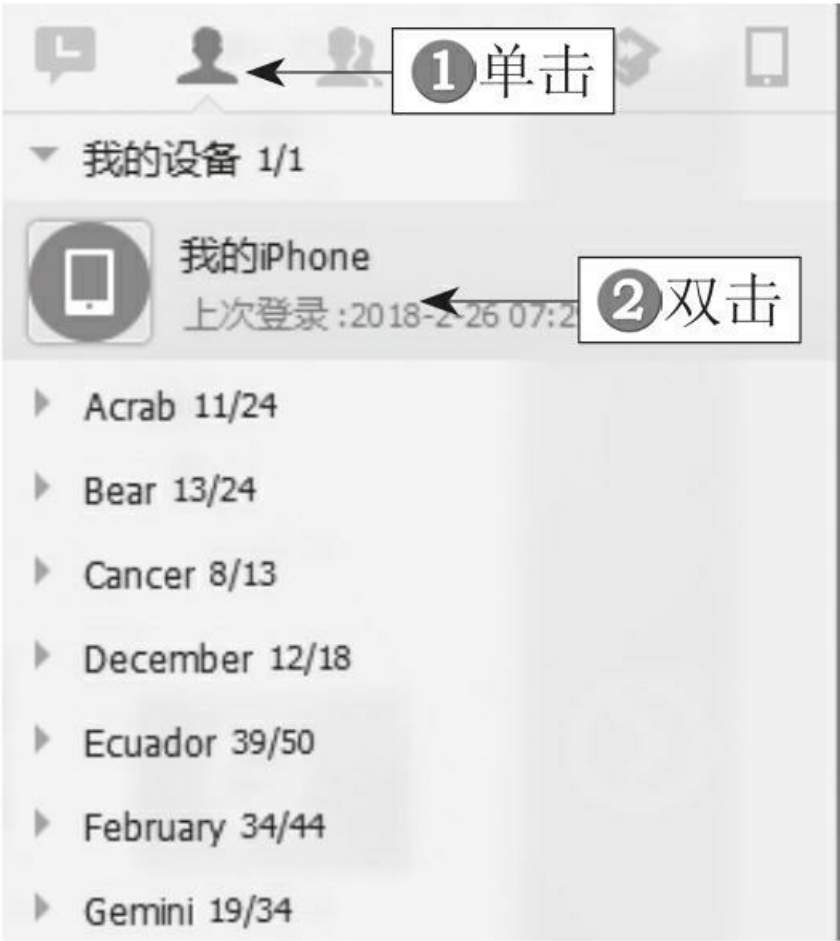 ❶单击
我的设备 1/1
我的iPhone
上次登录 :2018-2-26 07:2
❷双击
Acrab 11/24
Bear 13/24
Cancer 8/13
December 12/18
Ecuador 39/50
February 34/44
Gemini 19/34